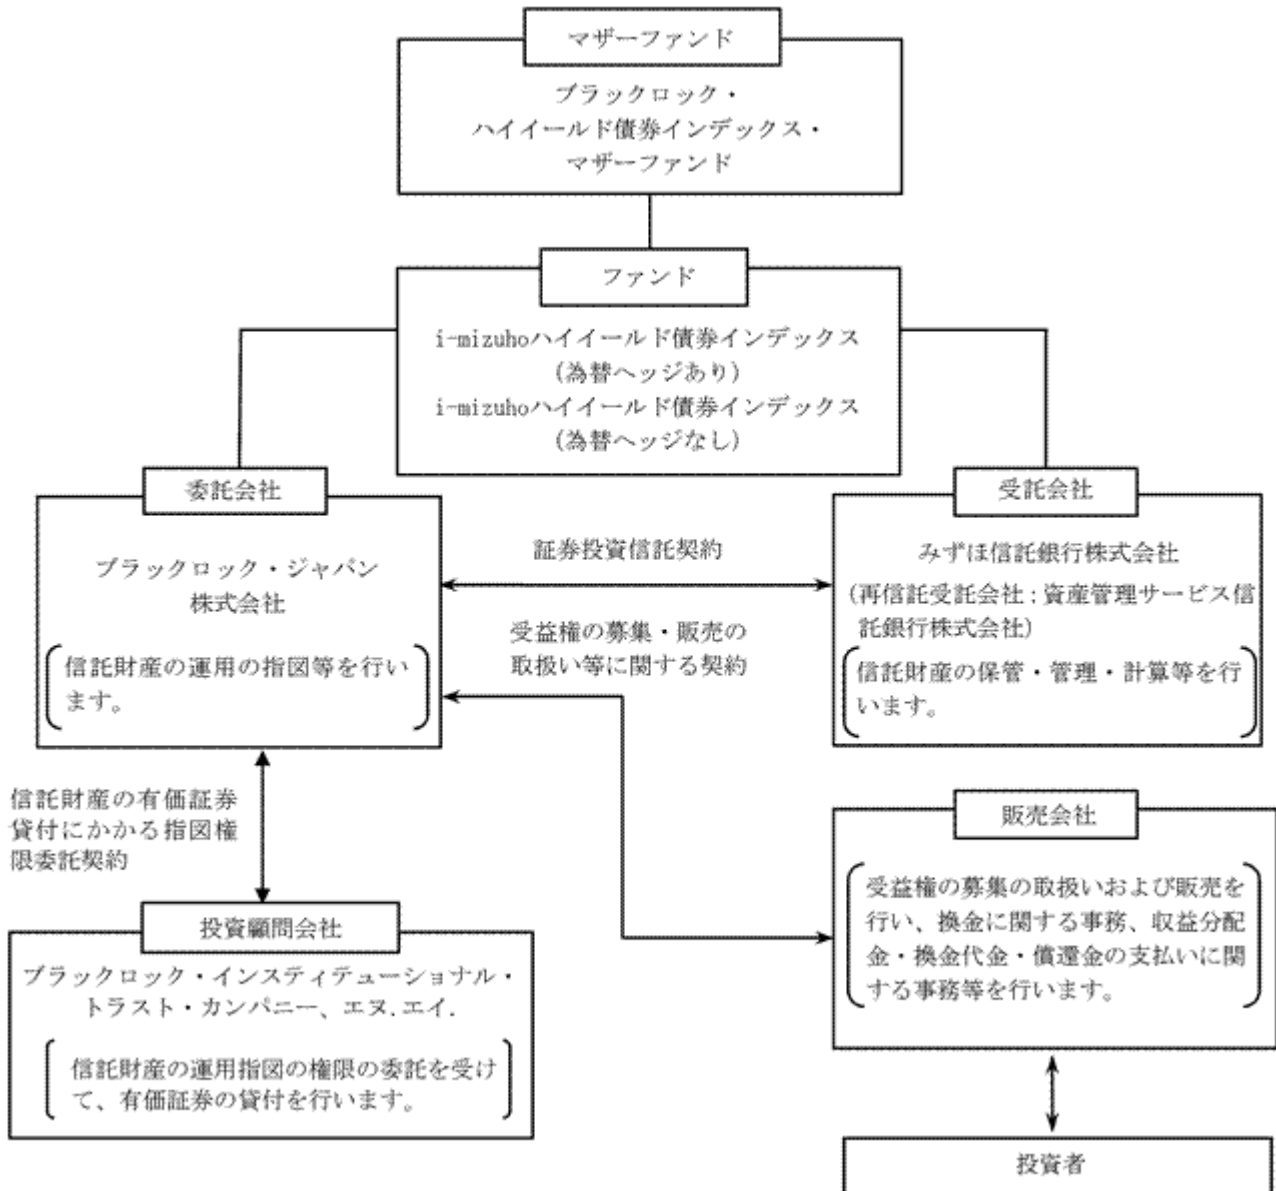 マザーファンド
ブラックロック・
ハイイールド債券インデックス・
マザーファンド
ファンド
i-mizuhoハイイールド債券インデックス
(為替ヘッジあり)
i-mizuhoハイイールド債券インデックス
(為替ヘッジなし)
委託会社
ブラックロック・ジャパン
株式会社
信託財産の運用の指図等を行い
ます。
証券投資信託契約
受益権の募集・販売の
取扱い等に関する契約
受託会社
みずほ信託銀行株式会社
(再信託受託会社:資産管理サービス信
託銀行株式会社)
信託財産の保管・管理・計算等を行
います。
信託財産の有価証券
貸付にかかる指図権
限委託契約
投資顧問会社
ブラックロック・インスティテューショナル・
トラスト・カンパニー、エヌ.エイ.
信託財産の運用指図の権限の委託を受け
て、有価証券の貸付を行います。
販売会社
受益権の募集の取扱いおよび販売を
行い、換金に関する事務、収益分配
金・換金代金・償還金の支払いに関
する事務等を行います。
投資者